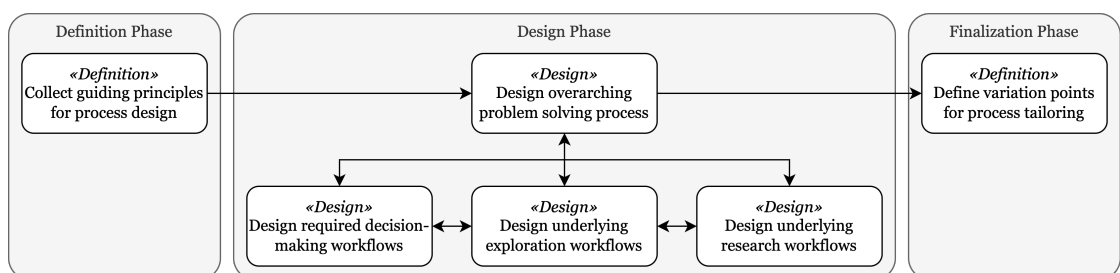 Definition Phase
«Definition»
Collect guiding principles
for process design
Design Phase
«Design»
Design overarching
problem solving process
«Design»
Design required decision-
making workflows
«Design»
Design underlying
exploration workflows
«Design»
Design underlying
research workflows
Finalization Phase
«Definition»
Define variation points
for process tailoring